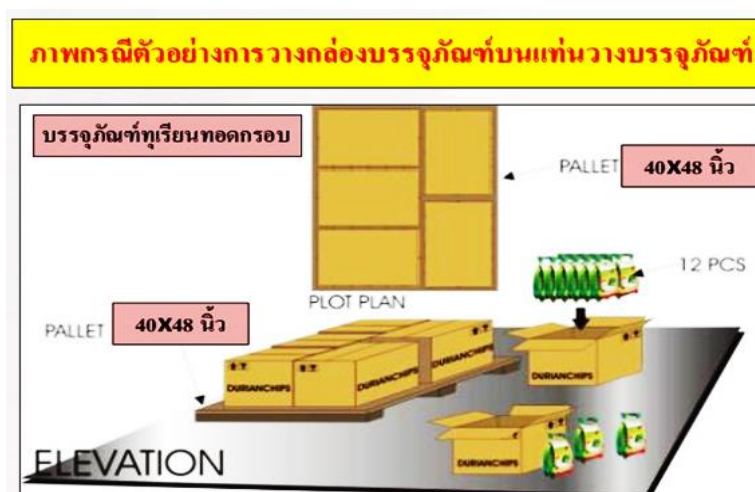 ภาพกรณีตัวอย่างการวางกล่องบรรจุภัณฑ์บนแท่นวางบรรจุภัณฑ์
บรรจุภัณฑ์ทุเรียนทอดกรอบ
PALLET 40X48 นิ้ว
12 PCS
PLOT PLAN
PALLET 40X48 นิ้ว
DURIANCHIPS
DURIANCHIPS
DURIANCHIPS
DURIANCHIPS
DURIANCHIPS
ELEVATION